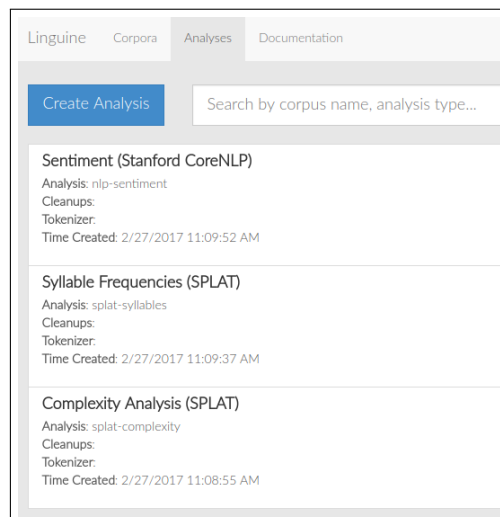 Linguine Corpora Analyses Documentation
Create Analysis Search by corpus name, analysis type...
Sentiment (Stanford CoreNLP)
Analysis: nlp-sentiment
Cleanups:
Tokenizer:
Time Created: 2/27/2017 11:09:52 AM
Syllable Frequencies (SPLAT)
Analysis: splat-syllables
Cleanups:
Tokenizer:
Time Created: 2/27/2017 11:09:37 AM
Complexity Analysis (SPLAT)
Analysis: splat-complexity
Cleanups:
Tokenizer:
Time Created: 2/27/2017 11:08:55 AM